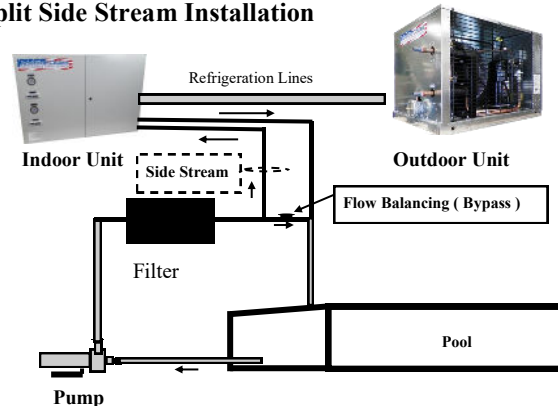 plit Side Stream Installation
Refrigeration Lines
Indoor Unit
Outdoor Unit
Side Stream
Flow Balancing ( Bypass )
Filter
Pool
Pump